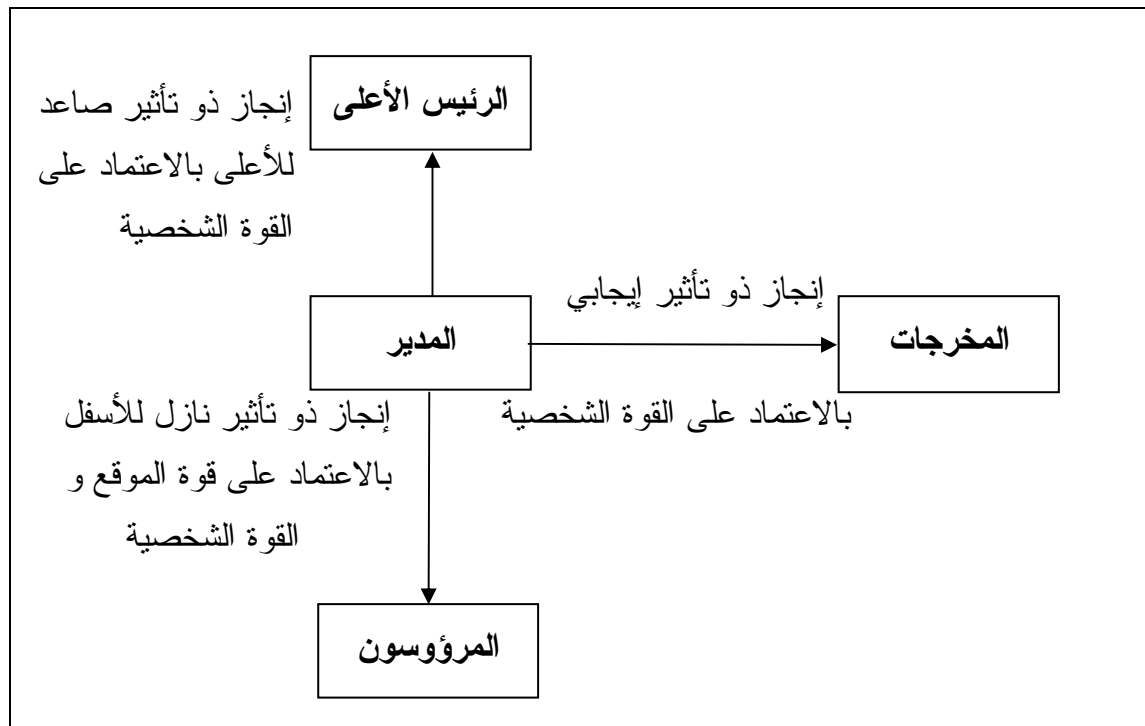 الرئيس الأعلى
إنجاز ذو تأثير صاعد
للأعلى بالاعتماد على
القوة الشخصية
إنجاز ذو تأثير إيجابي
المدير
المخرجات
إنجاز ذو تأثير نازل للأسفل
بالاعتماد على القوة الشخصية
بالاعتماد على قوة الموقع و
القوة الشخصية
المرؤوسون